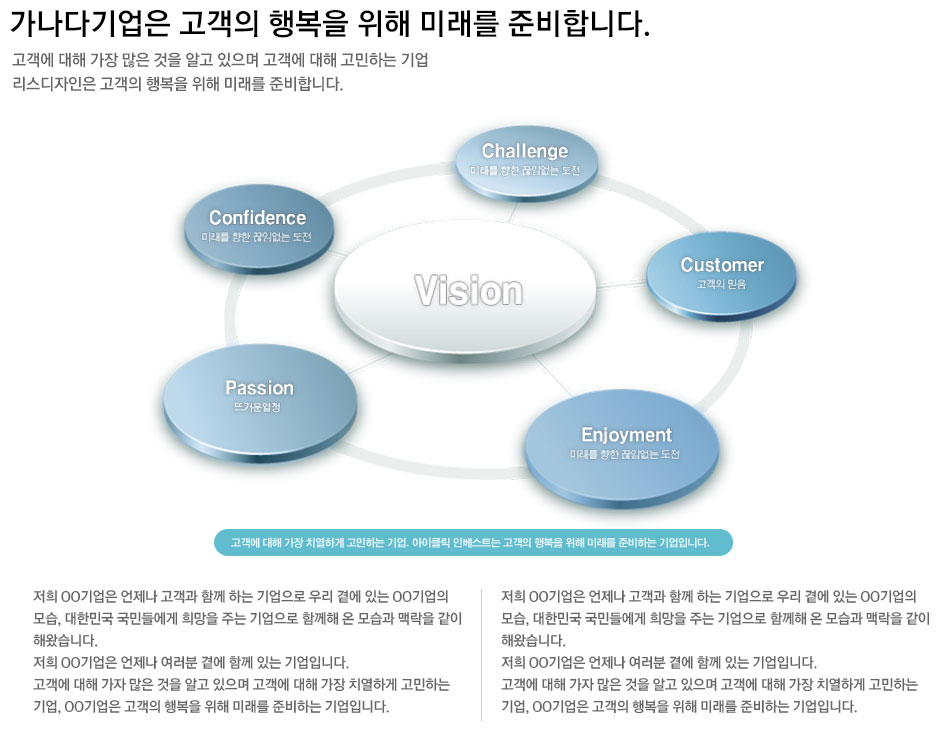 가나다기업은 고객의 행복을 위해 미래를 준비합니다.
고객에 대해 가장 많은 것을 알고 있으며 고객에 대해 고민하는 기업
리스디자인은 고객의 행복을 위해 미래를 준비합니다.
Challenge
미래를 향한 끊임없는 도전
Confidence
미래를 향한 끊임없는 도전
Customer
고객의 믿음
Vision
Passion
뜨거운열정
Enjoyment
미래를 향한 끊임없는 도전
고객에 대해 가장 치열하게 고민하는 기업. 아이클릭 인베스트는 고객의 행복을 위해 미래를 준비하는 기업입니다.
저희 OO기업은 언제나 고객과 함께 하는 기업으로 우리 곁에 있는 OO기업의
모습, 대한민국 국민들에게 희망을 주는 기업으로 함께해 온 모습과 맥락을 같이
해왔습니다.
저희 OO기업은 언제나 여러분 곁에 함께 있는 기업입니다.
고객에 대해 가자 많은 것을 알고 있으며 고객에 대해 가장 치열하게 고민하는
기업, OO기업은 고객의 행복을 위해 미래를 준비하는 기업입니다.
저희 OO기업은 언제나 고객과 함께 하는 기업으로 우리 곁에 있는 OO기업의
모습, 대한민국 국민들에게 희망을 주는 기업으로 함께해 온 모습과 맥락을 같이
해왔습니다.
저희 OO기업은 언제나 여러분 곁에 함께 있는 기업입니다.
고객에 대해 가자 많은 것을 알고 있으며 고객에 대해 가장 치열하게 고민하는
기업, OO기업은 고객의 행복을 위해 미래를 준비하는 기업입니다.